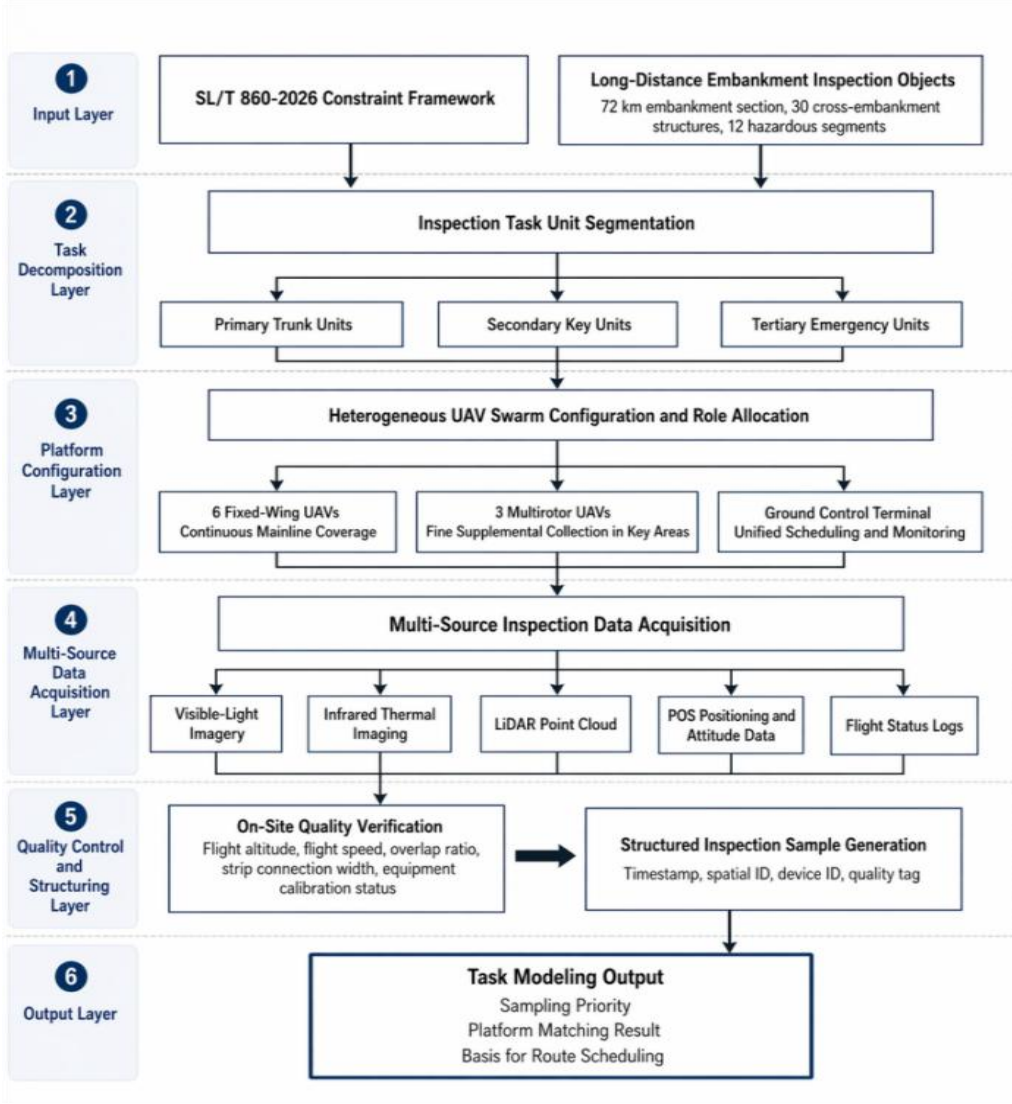 1
Input Layer
SL/T 860-2026 Constraint Framework
Long-Distance Embankment Inspection Objects
72 km embankment section, 30 cross-embankment
structures, 12 hazardous segments
2
Task
Decomposition
Layer
Inspection Task Unit Segmentation
Primary Trunk Units
Secondary Key Units
Tertiary Emergency Units
3
Platform
Configuration
Layer
Heterogeneous UAV Swarm Configuration and Role Allocation
6 Fixed-Wing UAVs
Continuous Mainline Coverage
3 Multirotor UAVs
Fine Supplemental Collection in Key Areas
Ground Control Terminal
Unified Scheduling and Monitoring
4
Multi-Source
Data
Acquisition
Layer
Multi-Source Inspection Data Acquisition
Visible-Light
Imagery
Infrared Thermal
Imaging
LiDAR Point Cloud
POS Positioning and
Attitude Data
Flight Status Logs
5
Quality Control
and
Structuring
Layer
On-Site Quality Verification
Flight altitude, flight speed, overlap ratio,
strip connection width, equipment
calibration status
Structured Inspection Sample Generation
Timestamp, spatial ID, device ID, quality tag
6
Output Layer
Task Modeling Output
Sampling Priority
Platform Matching Result
Basis for Route Scheduling